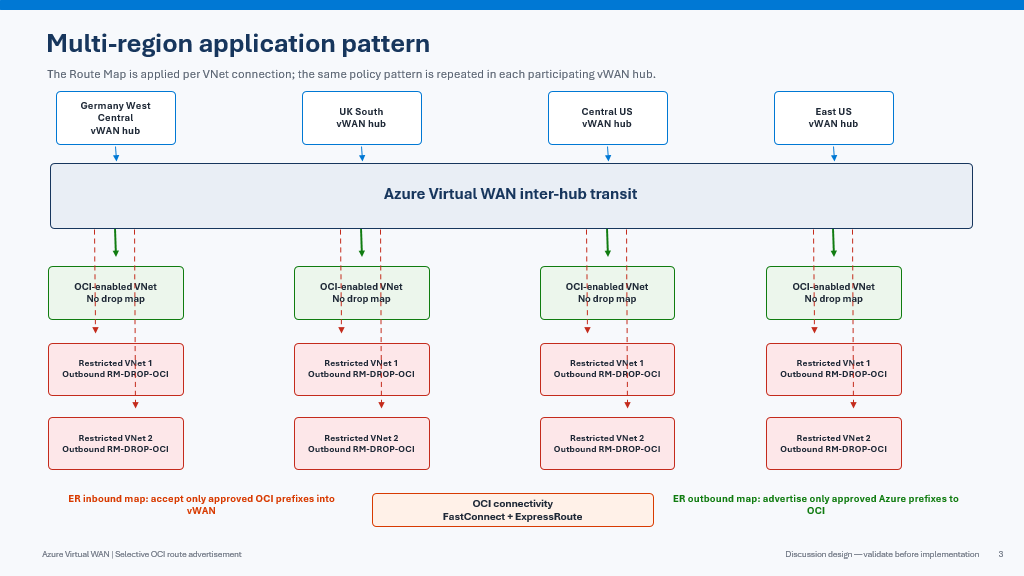 Multi-region application pattern
The Route Map is applied per VNet connection; the same policy pattern is repeated in each participating vWAN hub.
Germany West
Central
vWAN hub
UK South
vWAN hub
Central US
vWAN hub
East US
vWAN hub
Azure Virtual WAN inter-hub transit
OCI-enabled VNet
No drop map
OCI-enabled VNet
No drop map
OCI-enabled VNet
No drop map
OCI-enabled VNet
No drop map
Restricted VNet 1
Outbound RM-DROP-OCI
Restricted VNet 1
Outbound RM-DROP-OCI
Restricted VNet 1
Outbound RM-DROP-OCI
Restricted VNet 1
Outbound RM-DROP-OCI
Restricted VNet 2
Outbound RM-DROP-OCI
Restricted VNet 2
Outbound RM-DROP-OCI
Restricted VNet 2
Outbound RM-DROP-OCI
Restricted VNet 2
Outbound RM-DROP-OCI
ER inbound map: accept only approved OCI prefixes into
vWAN
OCI connectivity
FastConnect + ExpressRoute
ER outbound map: advertise only approved Azure prefixes to
OCI
Azure Virtual WAN | Selective OCI route advertisement
Discussion design — validate before implementation
3